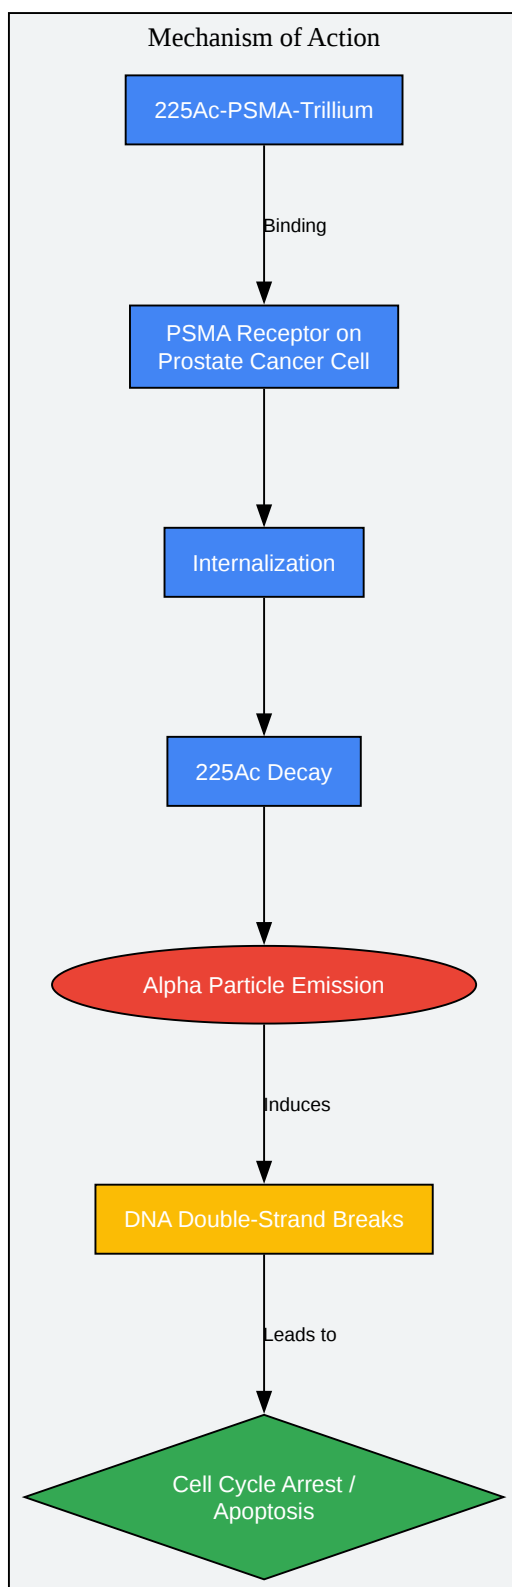 Mechanism of Action
225Ac-PSMA-Trillium
Binding
PSMA Receptor on
Prostate Cancer Cell
Internalization
225Ac Decay
Alpha Particle Emission
Induces
DNA Double-Strand Breaks
Leads to
Cell Cycle Arrest /
Apoptosis